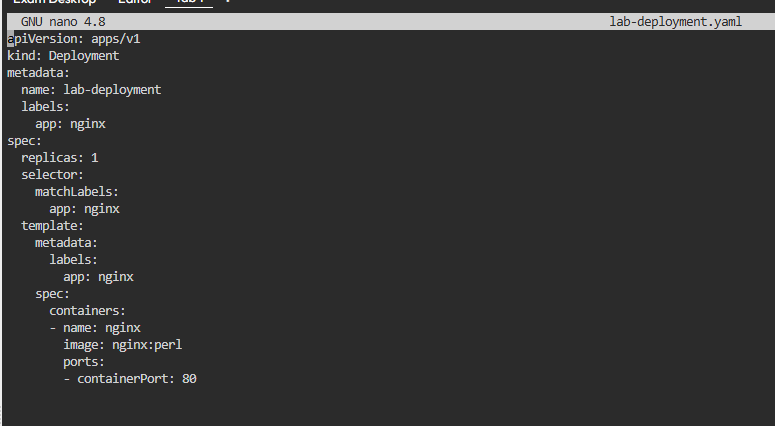 Exam Desktop Editor Tab 1 +
GNU nano 4.8 lab-deployment.yaml
apiVersion: apps/v1
kind: Deployment
metadata:
  name: lab-deployment
  labels:
    app: nginx
spec:
  replicas: 1
  selector:
    matchLabels:
      app: nginx
  template:
    metadata:
      labels:
        app: nginx
    spec:
      containers:
      - name: nginx
        image: nginx:perl
        ports:
        - containerPort: 80